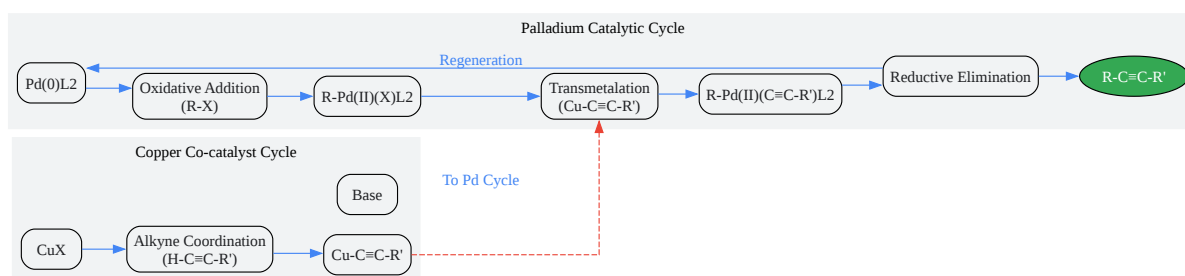 Palladium Catalytic Cycle
Regeneration
Pd(0)L2
Oxidative Addition
(R-X)
R-Pd(II)(X)L2
Transmetalation
(Cu-C≡C-R')
R-Pd(II)(C≡C-R')L2
Reductive Elimination
R-C≡C-R'
Copper Co-catalyst Cycle
To Pd Cycle
Base
CuX
Alkyne Coordination
(H-C≡C-R')
Cu-C≡C-R'